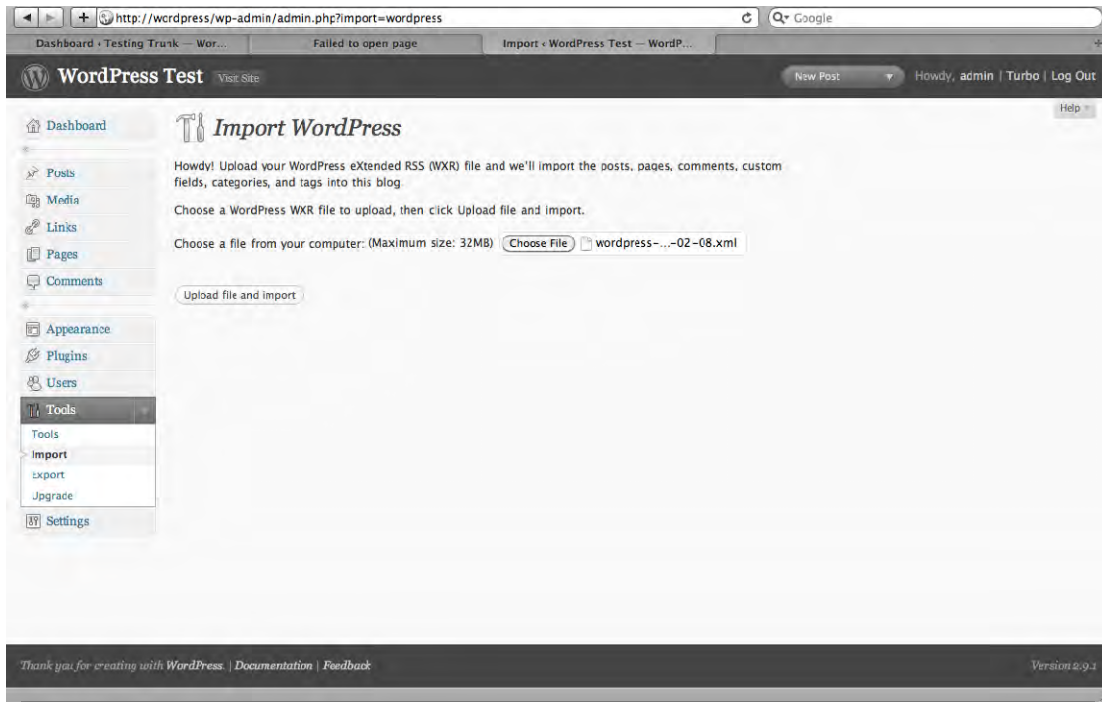 http://wordpress/wp-admin/admin.php?import=wordpress
Google
Dashboard ‹ Testing Trunk — Wor...
Failed to open page
Import ‹ WordPress Test — WordP...
WordPress Test
Visit Site
New Post
Howdy, admin | Turbo | Log Out
Help
Dashboard
Posts
Media
Links
Pages
Comments
Appearance
Plugins
Users
Tools
Tools
Import
Export
Upgrade
Settings
Import WordPress
Howdy! Upload your WordPress eXtended RSS (WXR) file and we'll import the posts, pages, comments, custom
fields, categories, and tags into this blog.
Choose a WordPress WXR file to upload, then click Upload file and import.
Choose a file from your computer: (Maximum size: 32MB) Choose File wordpress-...-02-08.xml
Upload file and import
Thank you for creating with WordPress. | Documentation | Feedback
Version 2.9.1